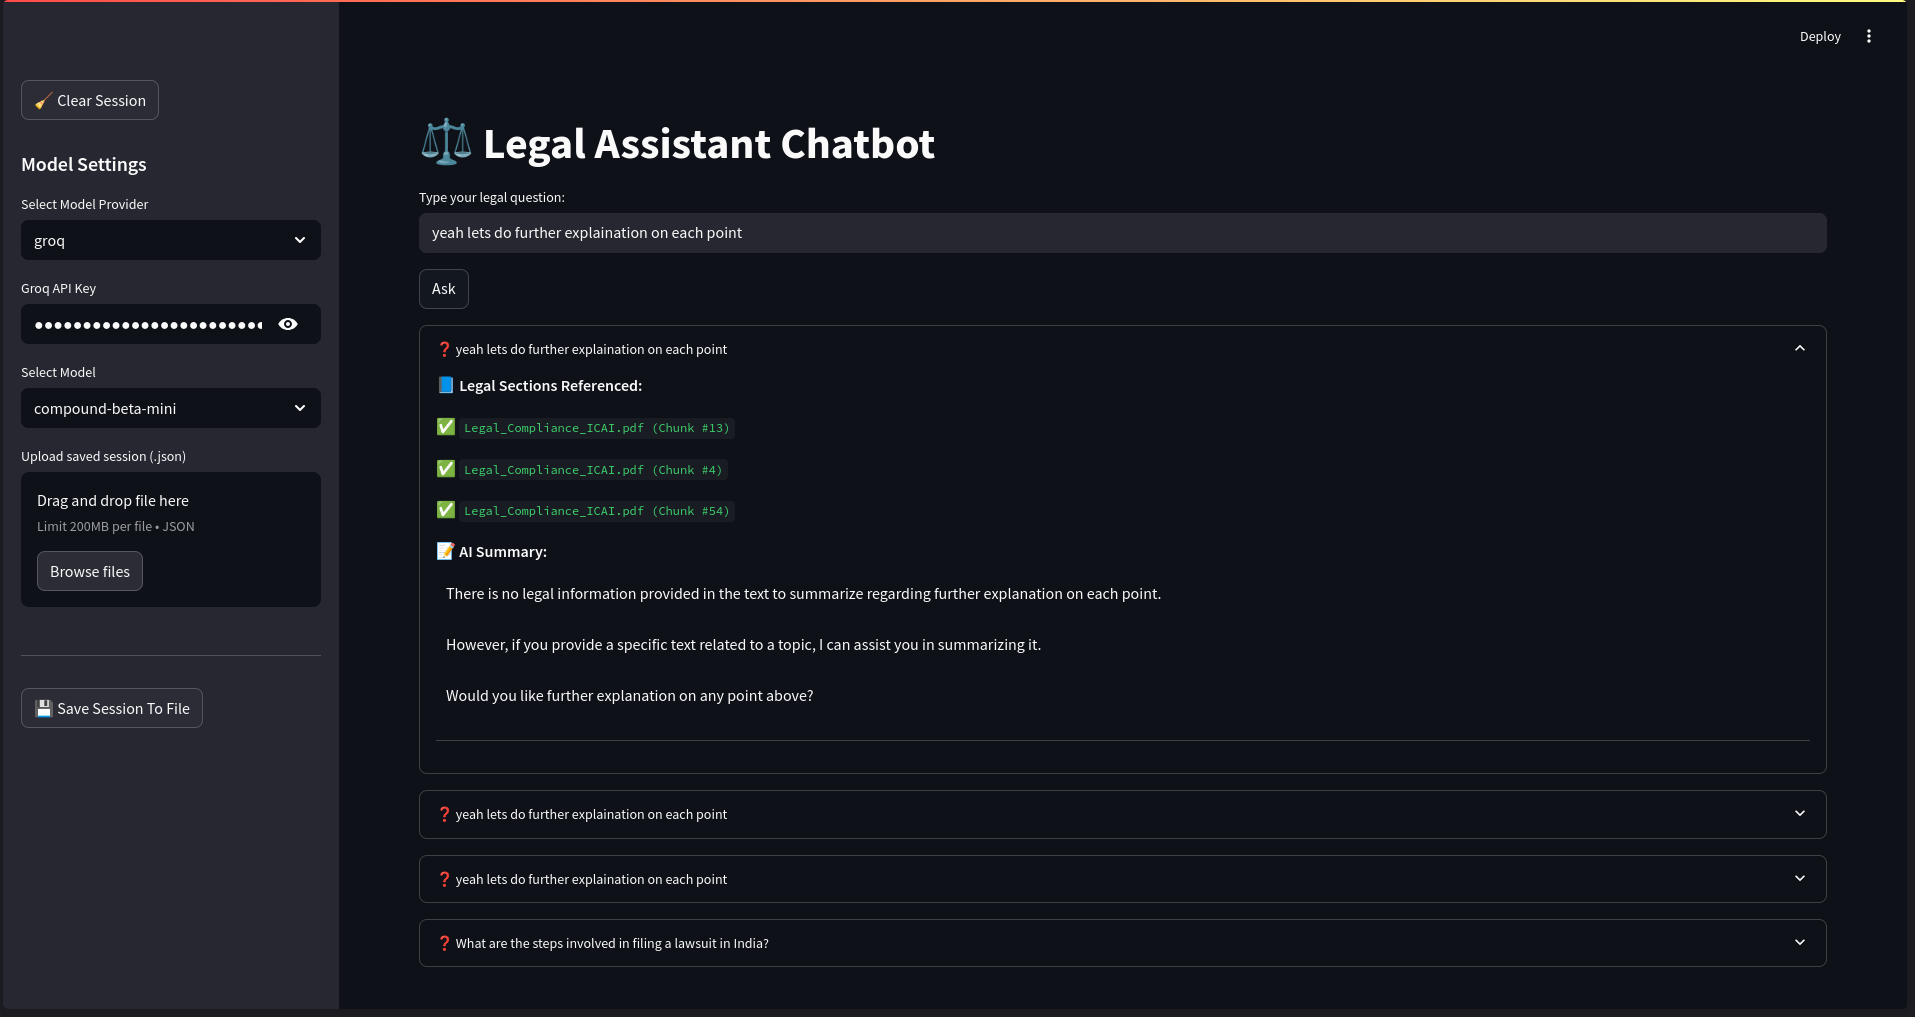 Deploy
🧹 Clear Session
Model Settings
Select Model Provider
groq
Groq API Key
●●●●●●●●●●●●●●●●●●●●●●●●
Select Model
compound-beta-mini
Upload saved session (.json)
Drag and drop file here
Limit 200MB per file • JSON
Browse files
💾 Save Session To File
⚖️ Legal Assistant Chatbot
Type your legal question:
yeah lets do further explaination on each point
Ask
❓ yeah lets do further explaination on each point
📘 Legal Sections Referenced:
✅ Legal_Compliance_ICAI.pdf (Chunk #13)
✅ Legal_Compliance_ICAI.pdf (Chunk #4)
✅ Legal_Compliance_ICAI.pdf (Chunk #54)
📝 AI Summary:
There is no legal information provided in the text to summarize regarding further explanation on each point.
However, if you provide a specific text related to a topic, I can assist you in summarizing it.
Would you like further explanation on any point above?
❓ yeah lets do further explaination on each point
❓ yeah lets do further explaination on each point
❓ What are the steps involved in filing a lawsuit in India?